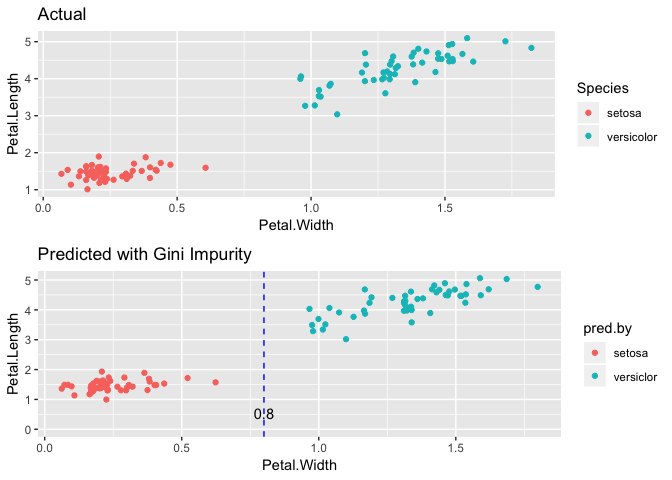 Actual
5
4
3
2
1
Petal.Length
0.0
0.5
1.0
1.5
Petal.Width
Species
setosa
versicolor
Predicted with Gini Impurity
5
4
3
2
1
0
Petal.Length
0.8
0.0
0.5
1.0
1.5
Petal.Width
pred.by
setosa
versiclor